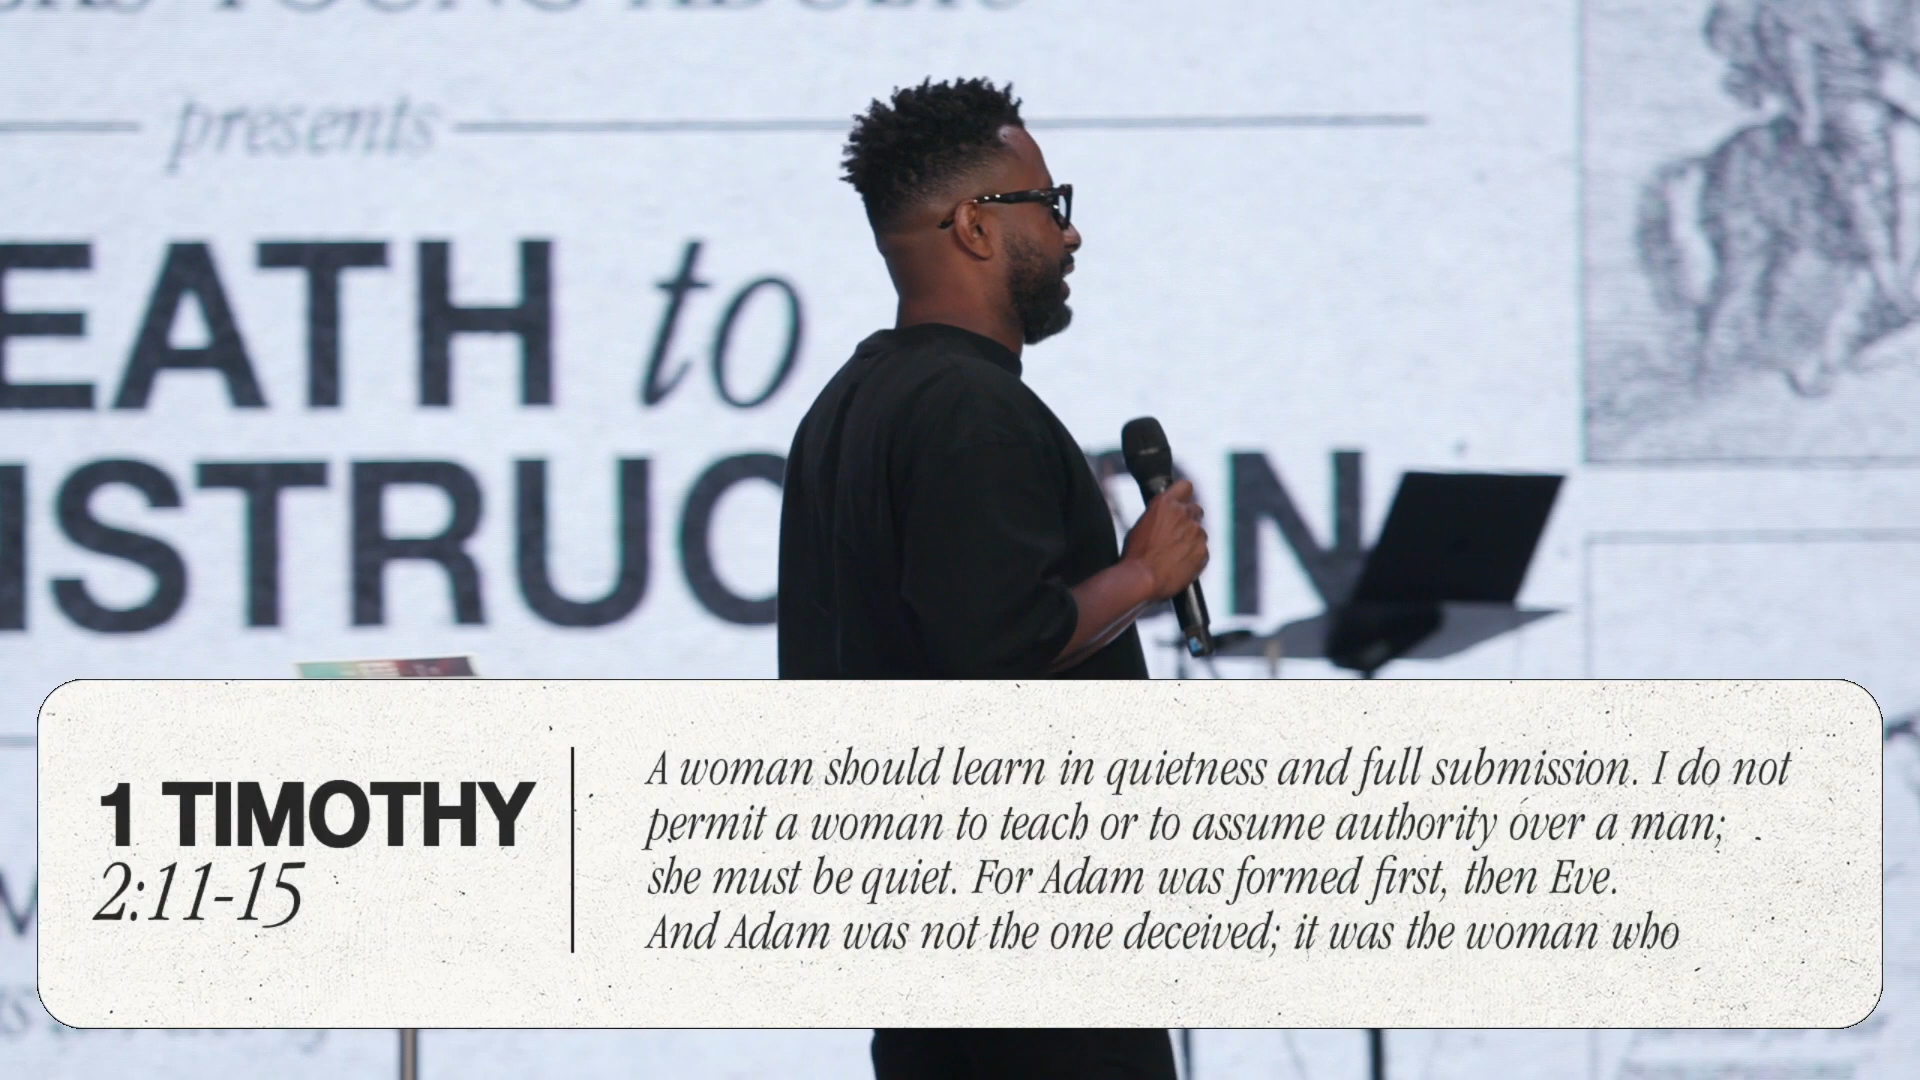 presents
EATH to
NSTRUC ON
1 TIMOTHY
2:11-15
A woman should learn in quietness and full submission. I do not
permit a woman to teach or to assume authority over a man;
she must be quiet. For Adam was formed first, then Eve.
And Adam was not the one deceived; it was the woman who